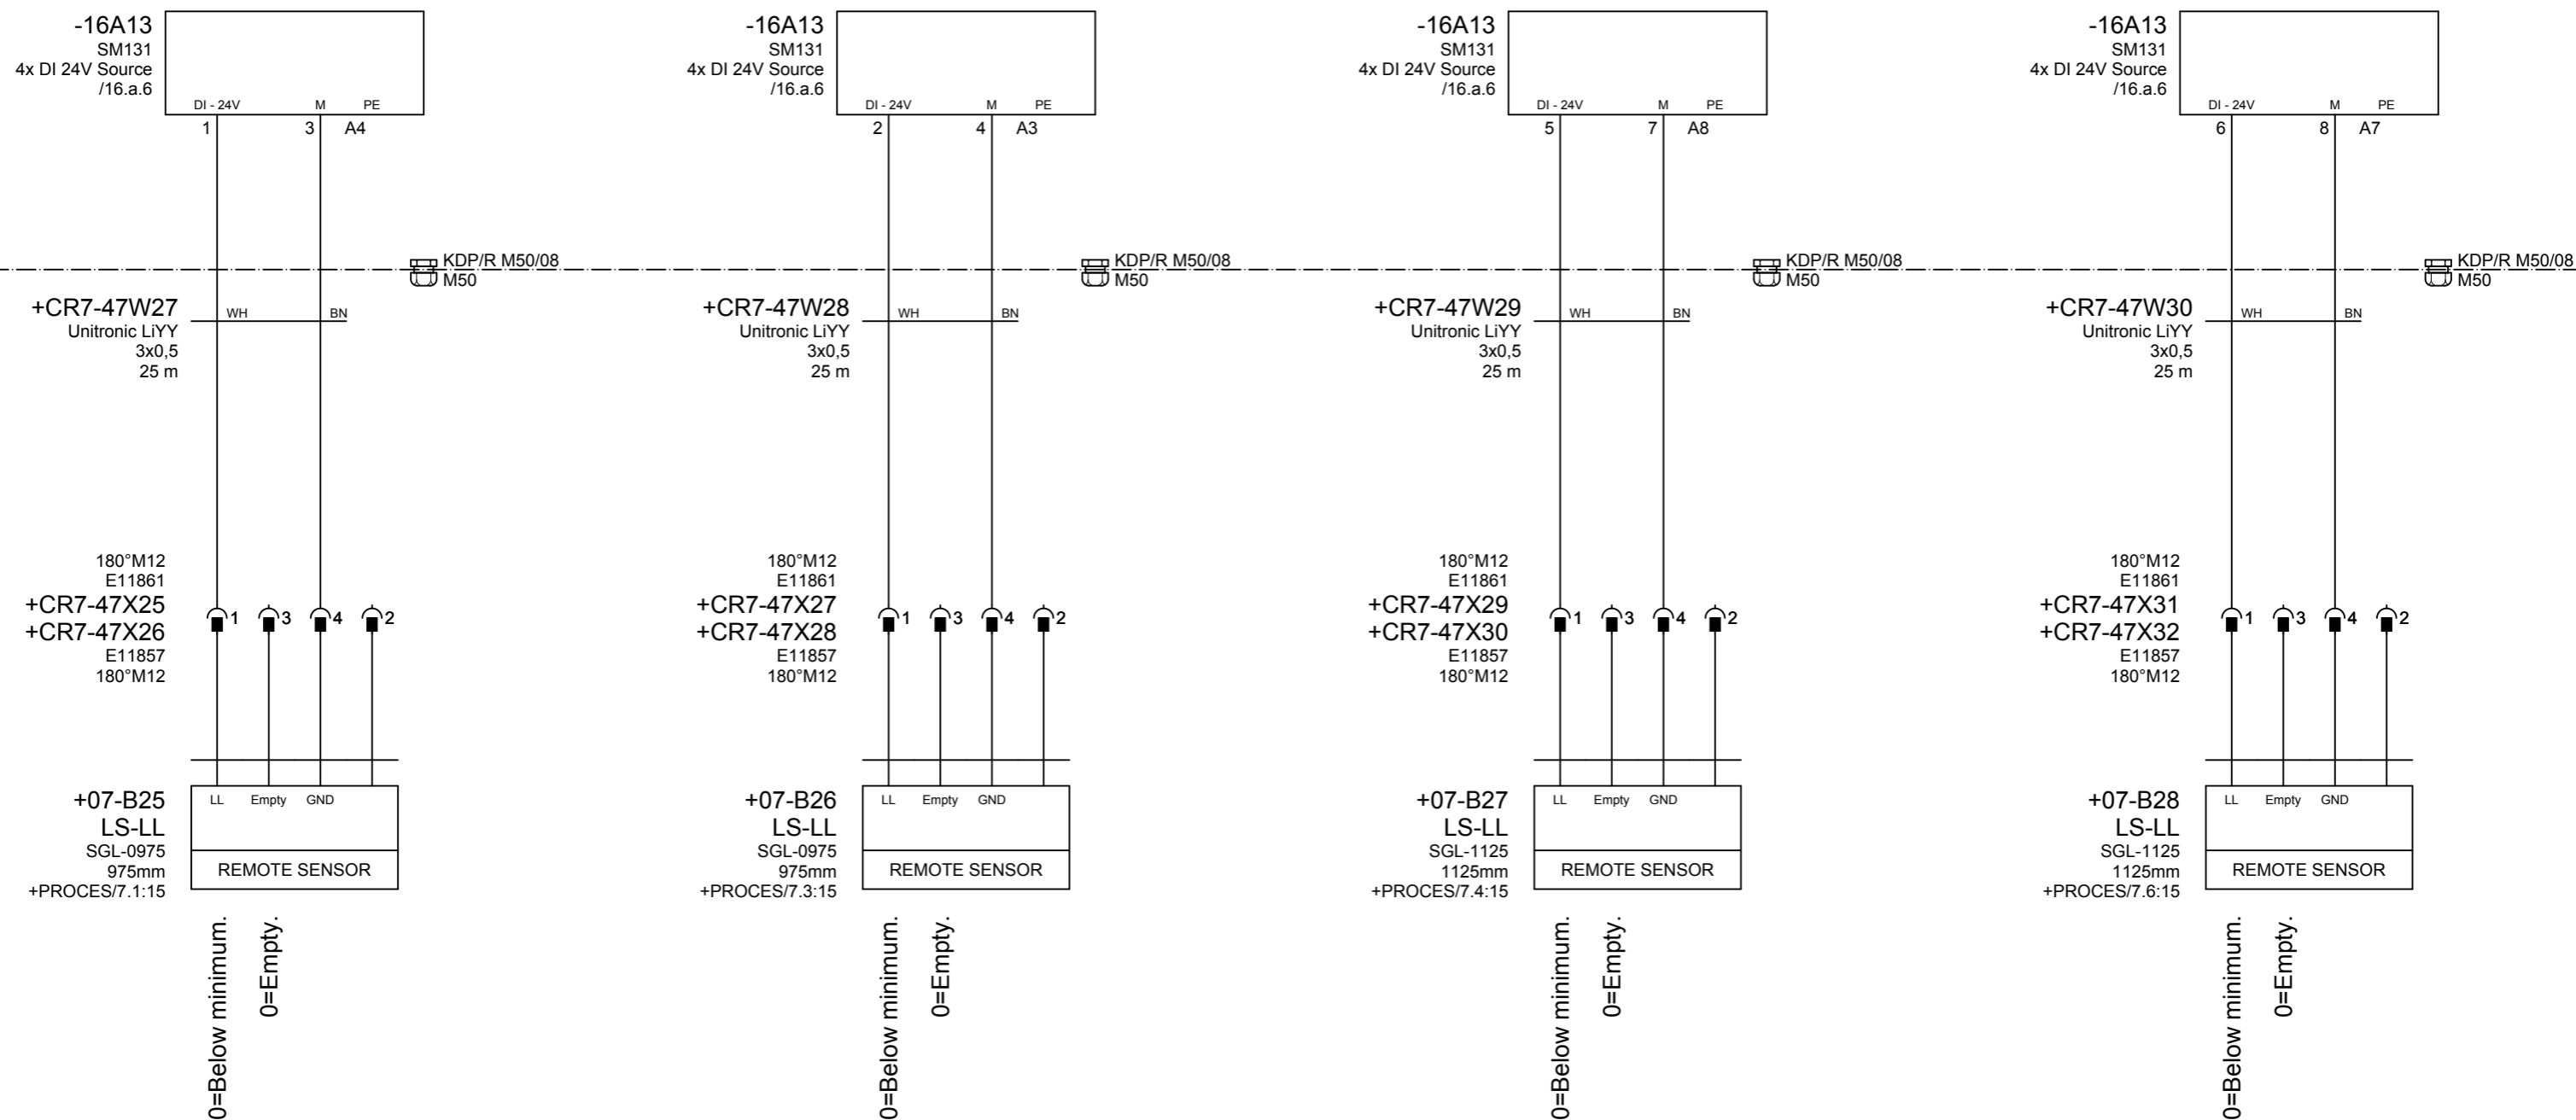 -16A13
SM131
4x DI 24V Source
/16.a.6
DI - 24V M PE
1 3 A4
-16A13
SM131
4x DI 24V Source
/16.a.6
DI - 24V M PE
2 4 A3
-16A13
SM131
4x DI 24V Source
/16.a.6
DI - 24V M PE
5 7 A8
-16A13
SM131
4x DI 24V Source
/16.a.6
DI - 24V M PE
6 8 A7
KDP/R M50/08
M50
KDP/R M50/08
M50
KDP/R M50/08
M50
KDP/R M50/08
M50
+CR7-47W27
Unitronic LiYY
3x0,5
25 m
WH BN
+CR7-47W28
Unitronic LiYY
3x0,5
25 m
WH BN
+CR7-47W29
Unitronic LiYY
3x0,5
25 m
WH BN
+CR7-47W30
Unitronic LiYY
3x0,5
25 m
WH BN
180°M12
E11861
+CR7-47X25
+CR7-47X26
E11857
180°M12
1 3 4 2
180°M12
E11861
+CR7-47X27
+CR7-47X28
E11857
180°M12
1 3 4 2
180°M12
E11861
+CR7-47X29
+CR7-47X30
E11857
180°M12
1 3 4 2
180°M12
E11861
+CR7-47X31
+CR7-47X32
E11857
180°M12
1 3 4 2
+07-B25
LS-LL
SGL-0975
975mm
+PROCES/7.1:15
LL Empty GND
REMOTE SENSOR
+07-B26
LS-LL
SGL-0975
975mm
+PROCES/7.3:15
LL Empty GND
REMOTE SENSOR
+07-B27
LS-LL
SGL-1125
1125mm
+PROCES/7.4:15
LL Empty GND
REMOTE SENSOR
+07-B28
LS-LL
SGL-1125
1125mm
+PROCES/7.6:15
LL Empty GND
REMOTE SENSOR
0=Below minimum.
0=Empty.
0=Below minimum.
0=Empty.
0=Below minimum.
0=Empty.
0=Below minimum.
0=Empty.